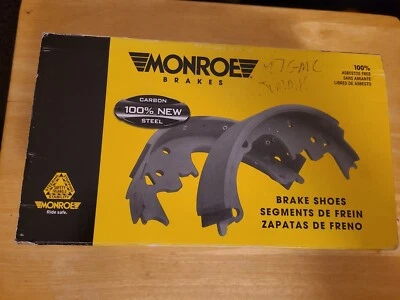 MONROE
BRAKES
100%
ASBESTOS FREE
SANS AMIANTE
LIBRES DE ASBESTO
CARBON
100% NEW
STEEL
BRAKE SHOES
SEGMENTS DE FREIN
ZAPATAS DE FRENO
MONROE
Ride safe.